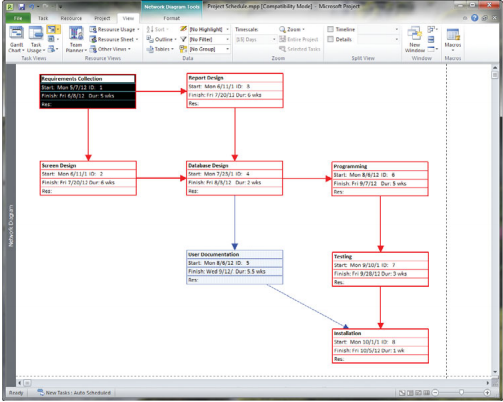 Network Diagram Tools Project Schedule.mpp [Compatibility Mode] - Microsoft Project
File Task Resource Project View Format
Gantt Chart Task Usage Team Planner Resource Usage Resource Sheet Other Views
Sort Outline Tables [No Highlight] [No Filter] [No Group]
Timescale: Days Zoom Entire Project Selected Tasks
Timeline Details New Window Macros
Task Views Resource Views Data Zoom Split View Window Macros
Network Diagram
Requirements Collection
Start: Mon 5/7/12 ID: 1
Finish: Fri 6/8/12 Dur: 5 wks
Res:
Report Design
Start: Mon 6/11/1 ID: 3
Finish: Fri 7/20/12 Dur: 6 wks
Res:
Screen Design
Start: Mon 6/11/1 ID: 2
Finish: Fri 7/20/12 Dur: 6 wks
Res:
Database Design
Start: Mon 7/23/1 ID: 4
Finish: Fri 8/3/12 Dur: 2 wks
Res:
Programming
Start: Mon 8/6/12 ID: 6
Finish: Fri 9/7/12 Dur: 5 wks
Res:
User Documentation
Start: Mon 8/6/12 ID: 5
Finish: Wed 9/12/ Dur: 5.5 wks
Res:
Testing
Start: Mon 9/10/1 ID: 7
Finish: Fri 9/28/12 Dur: 3 wks
Res:
Installation
Start: Mon 10/1/1 ID: 8
Finish: Fri 10/5/12 Dur: 1 wk
Res:
Ready New Tasks : Auto Scheduled